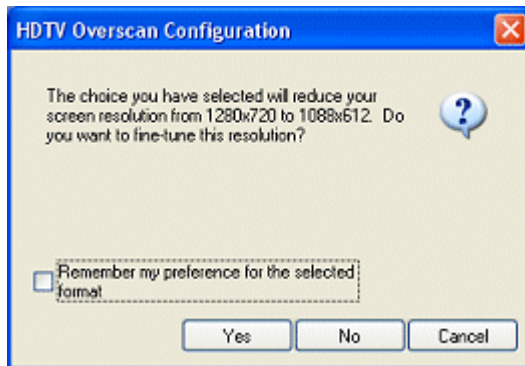 HDTV Overscan Configuration
The choice you have selected will reduce your
screen resolution from 1280x720 to 1088x612. Do
you want to fine-tune this resolution?
Remember my preference for the selected
format
Yes No Cancel